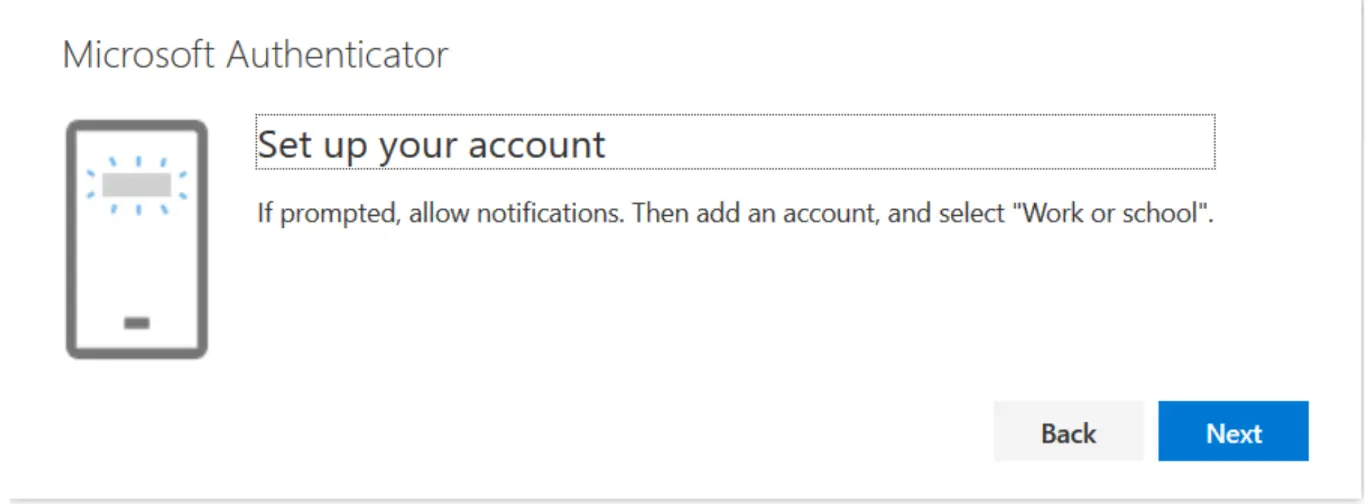 Microsoft Authenticator
Set up your account
If prompted, allow notifications. Then add an account, and select "Work or school".
Back
Next